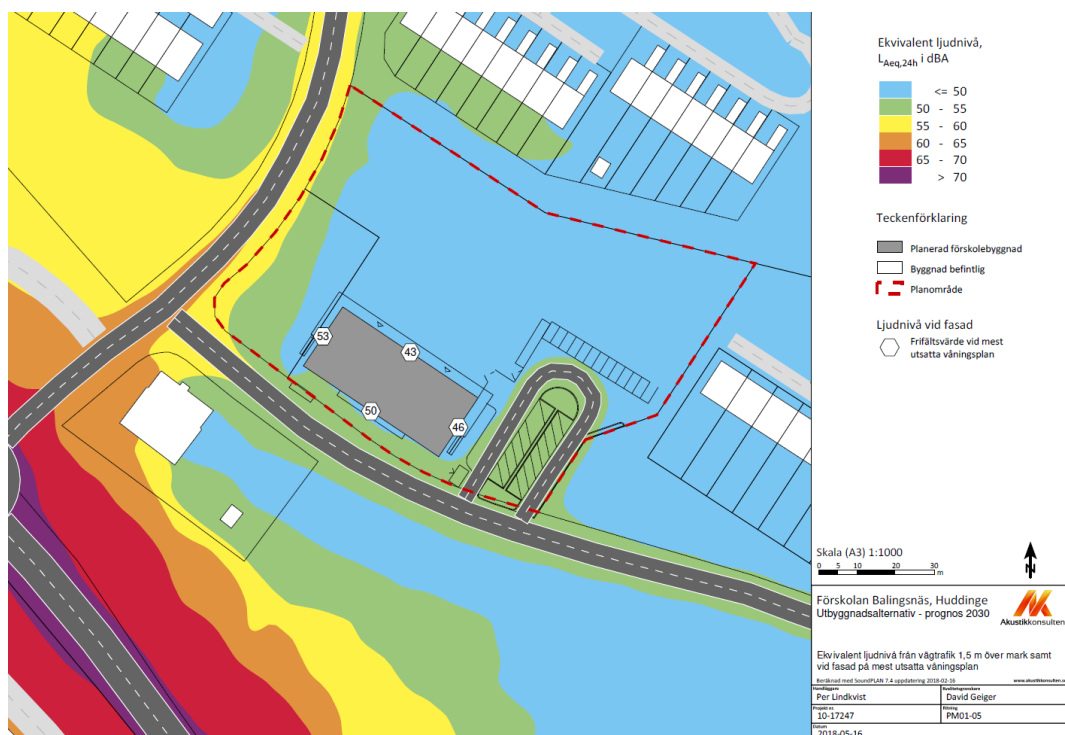 53
43
50
46
Ekvivalent ljudnivå,
LAeq,24h i dBA
<= 50
50 - 55
55 - 60
60 - 65
65 - 70
> 70
Teckenförklaring
Planerad förskolebyggnad
Byggnad befintlig
Planområde
Ljudnivå vid fasad
Frifältsvärde vid mest
utsatta våningsplan
Skala (A3) 1:1000
0 5 10 20 30
m
N
Förskolan Balingsnäs, Huddinge
Utbyggnadsalternativ - prognos 2030
Akustikkonsulten
Ekvivalent ljudnivå från vägtrafik 1,5 m över mark samt
vid fasad på mest utsatta våningsplan
Beräknad med SoundPLAN 7.4 uppdatering 2018-02-16 www.akustikkonsulten.se
Handläggare Kvalitetsgranskare
Per Lindkvist David Geiger
Projekt nr. Ritning
10-17247 PM01-05
Datum
2018-05-16